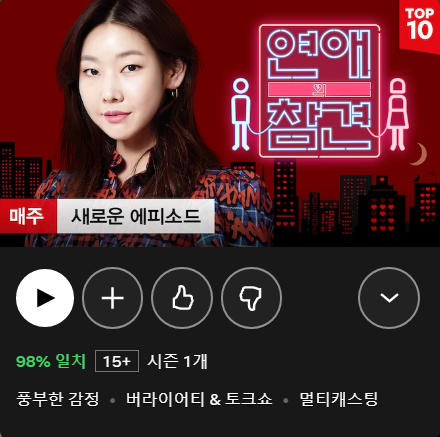 TOP
10
연애
의
참견
매주 새로운 에피소드
98% 일치 15+ 시즌 1개
풍부한 감정 • 버라이어티 & 토크쇼 • 멀티캐스팅